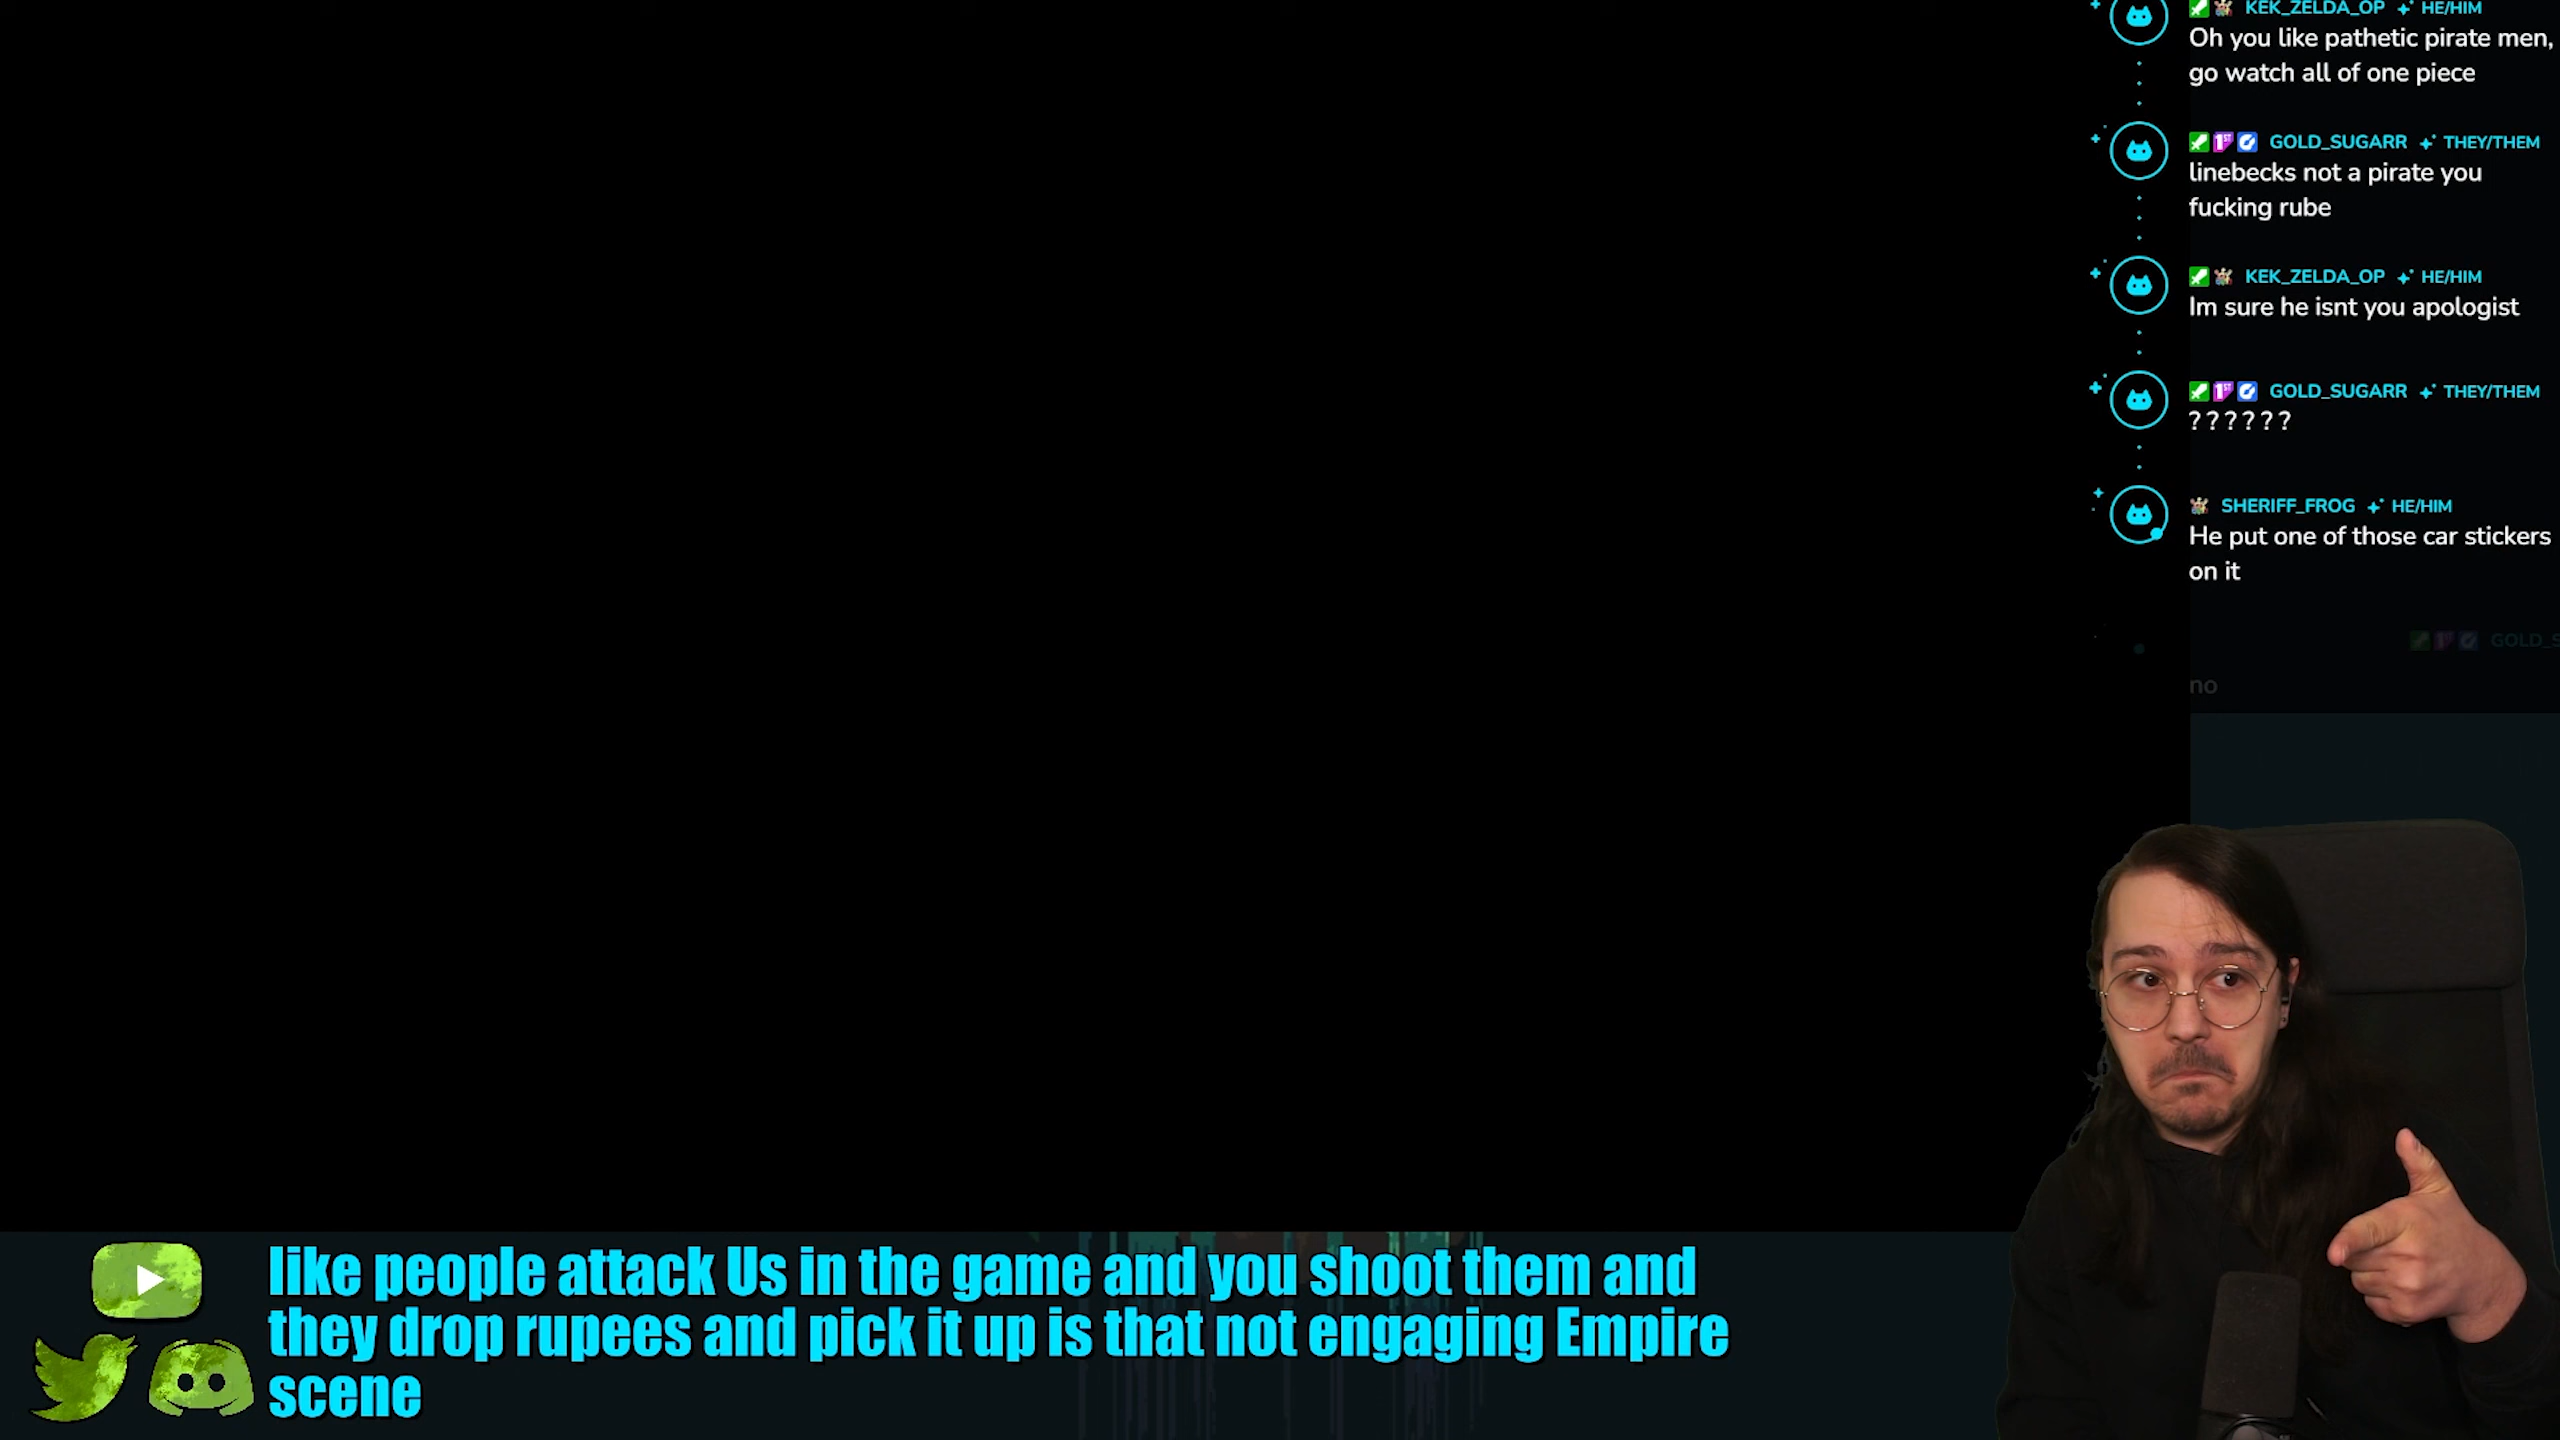 KEK_ZELDA_OP HE/HIM
Oh you like pathetic pirate men,
go watch all of one piece
GOLD_SUGARR THEY/THEM
linebecks not a pirate you
fucking rube
KEK_ZELDA_OP HE/HIM
Im sure he isnt you apologist
GOLD_SUGARR THEY/THEM
??????
SHERIFF_FROG HE/HIM
He put one of those car stickers
on it
GOLD_S
no
like people attack Us in the game and you shoot them and
they drop rupees and pick it up is that not engaging Empire
scene